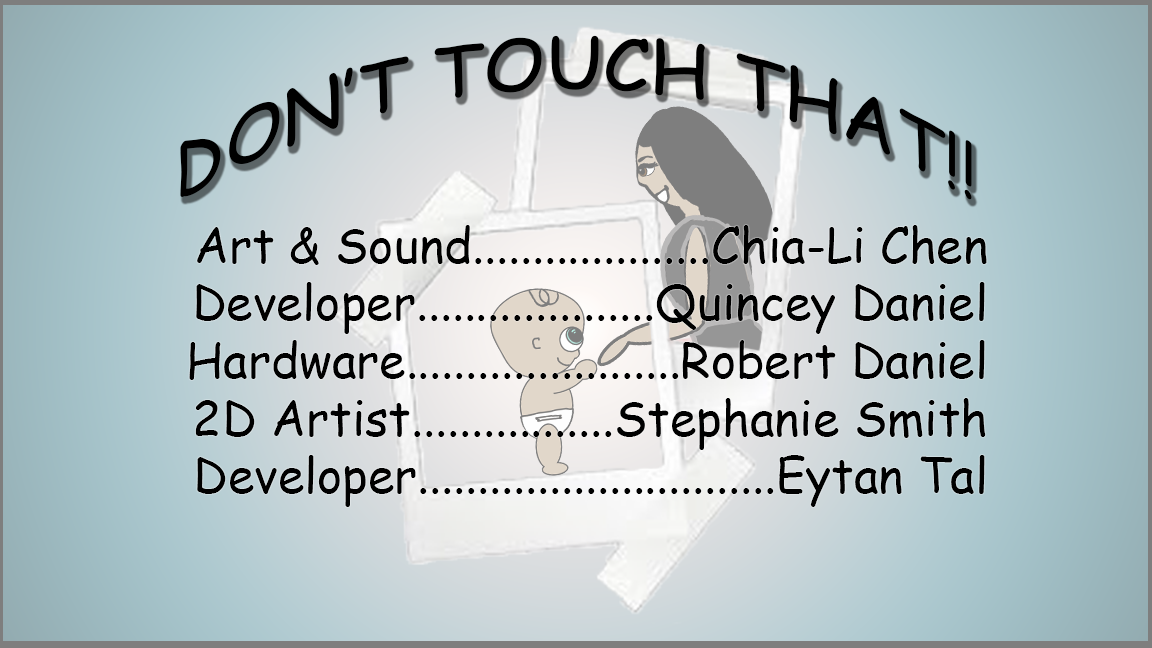 DON'T TOUCH THAT!!
Art & Sound....................Chia-Li Chen
Developer....................Quincey Daniel
Hardware.......................Robert Daniel
2D Artist.................Stephanie Smith
Developer..............................Eytan Tal